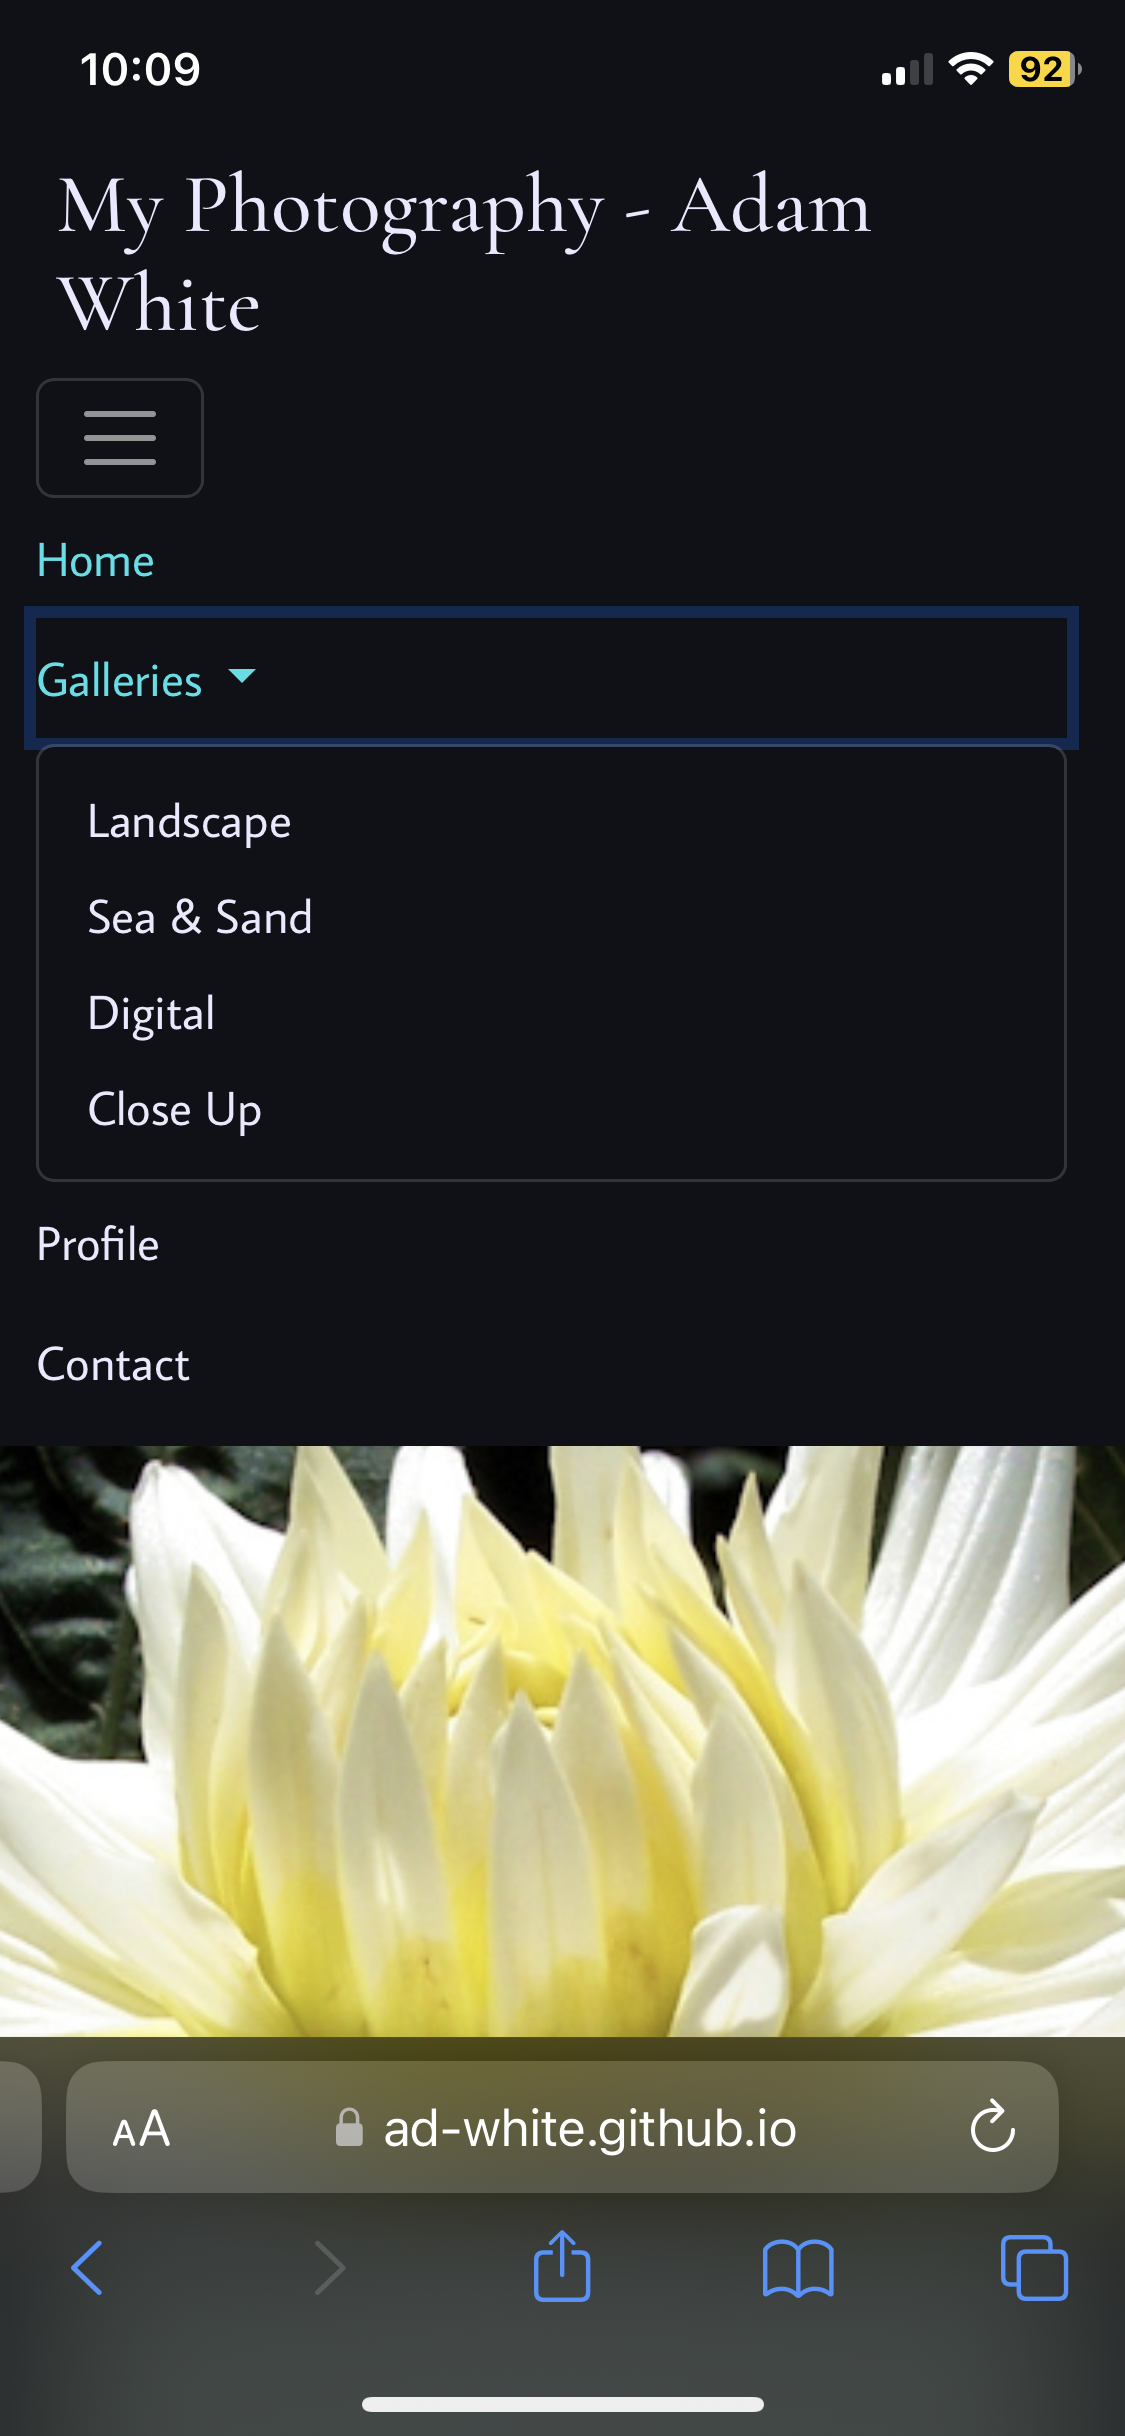 10:09
92
My Photography - Adam
White
Home
Galleries
Landscape
Sea & Sand
Digital
Close Up
Profile
Contact
AA
ad-white.github.io